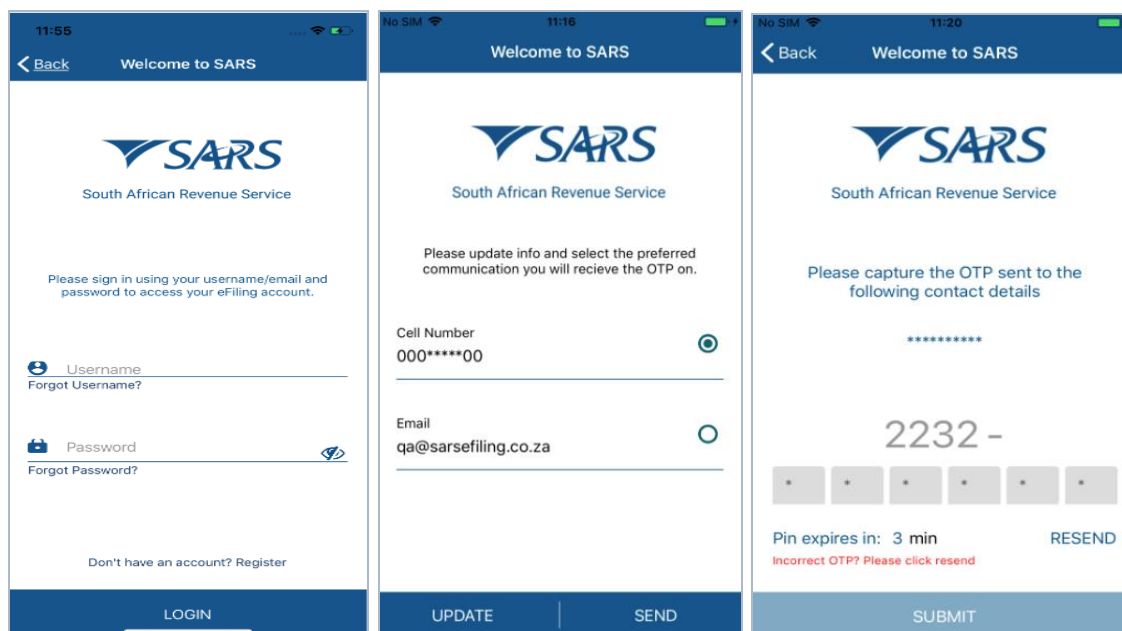 11:55
Back Welcome to SARS
SARS
South African Revenue Service
Please sign in using your username/email and
password to access your eFiling account.
Username
Forgot Username?
Password
Forgot Password?
Don't have an account? Register
LOGIN
No SIM 11:16
Welcome to SARS
SARS
South African Revenue Service
Please update info and select the preferred
communication you will recieve the OTP on.
Cell Number
000*****00
Email
qa@sarsefiling.co.za
UPDATE SEND
No SIM 11:20
Back Welcome to SARS
SARS
South African Revenue Service
Please capture the OTP sent to the
following contact details
**********
2232 -
* * * * * *
Pin expires in: 3 min RESEND
Incorrect OTP? Please click resend
SUBMIT